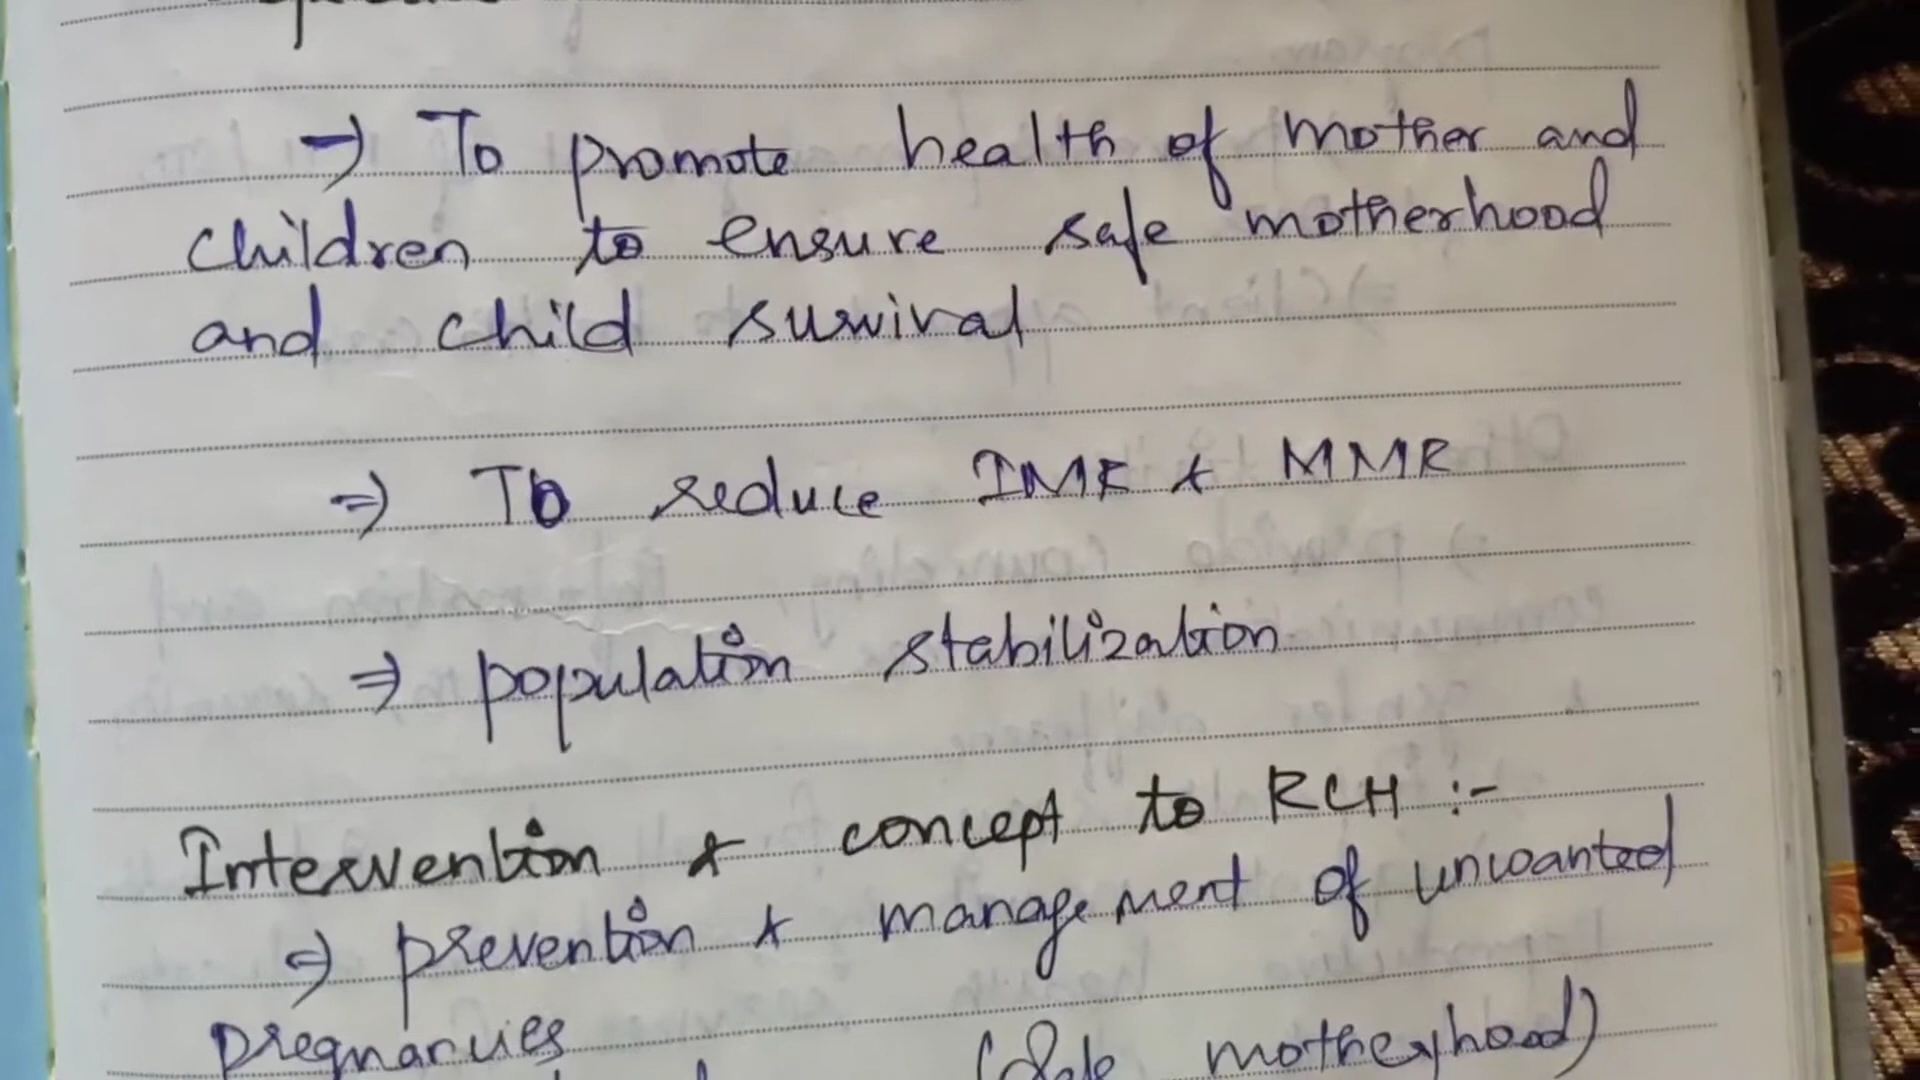 → To promote health of mother and
children to ensure safe motherhood
and child survival
⇒ To reduce IMR & MMR
⇒ population stabilization
Intervention & concept to RCH :-
⇒ prevention & management of unwanted
pregnancies
(Safe motherhood)